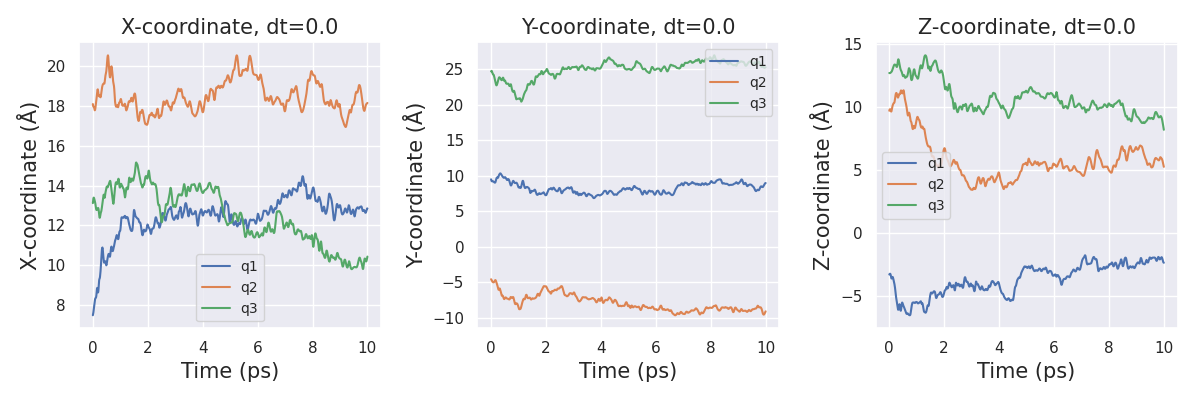 X-coordinate, dt=0.0
X-coordinate (Å)
20
18
16
14
12
10
8
q1
q2
q3
0 2 4 6 8 10
Time (ps)
Y-coordinate, dt=0.0
Y-coordinate (Å)
25
20
15
10
5
0
−5
−10
q1
q2
q3
0 2 4 6 8 10
Time (ps)
Z-coordinate, dt=0.0
Z-coordinate (Å)
15
10
5
0
−5
q1
q2
q3
0 2 4 6 8 10
Time (ps)